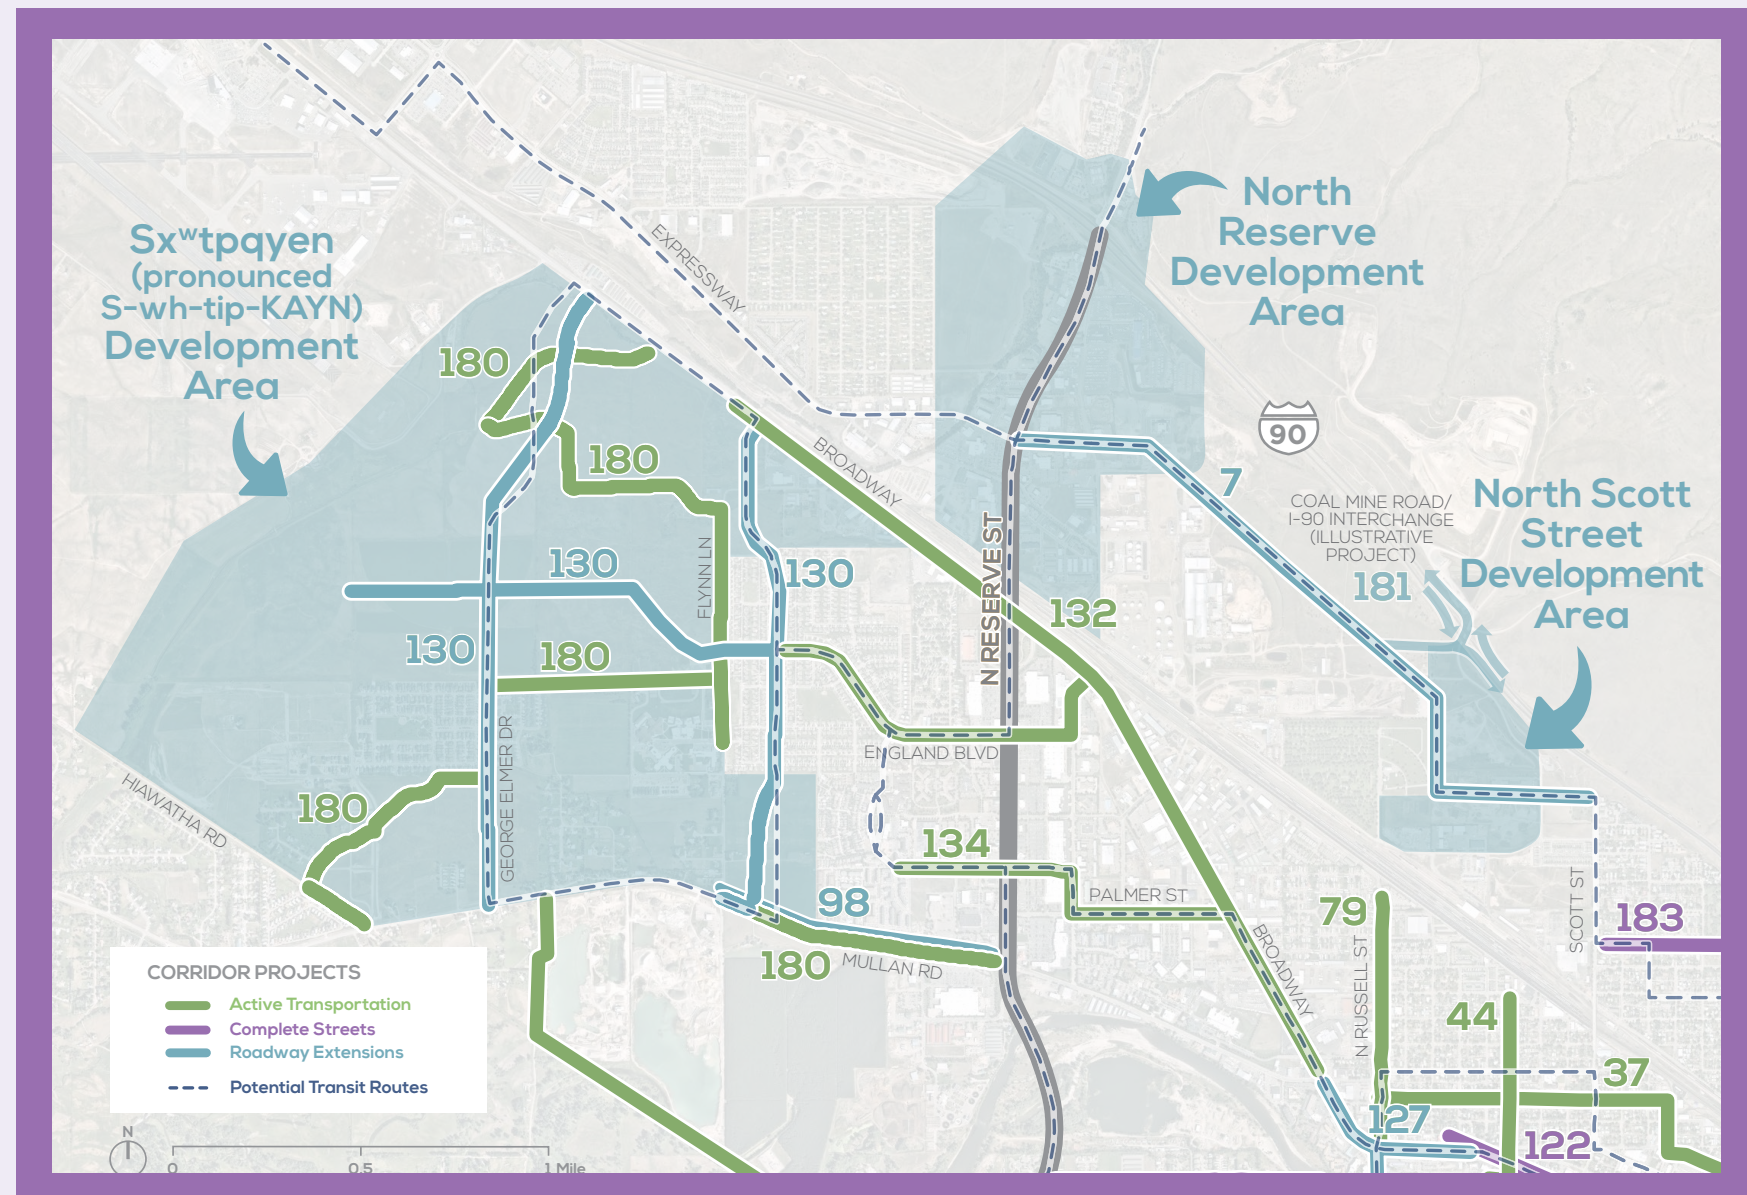 Sxʷtpqyen
(pronounced
S-wh-tip-KAYN)
Development
Area
North
Reserve
Development
Area
EXPRESSWAY
180
180
BROADWAY
90
7
COAL MINE ROAD/
I-90 INTERCHANGE
(ILLUSTRATIVE
PROJECT)
181
North Scott
Street
Development
Area
N RESERVE ST
FLYNN LN
130
130
132
130
180
GEORGE ELMER DR
ENGLAND BLVD
HIAWATHA RD
180
134
PALMER ST
98
180
MULLAN RD
BROADWAY
79
N RUSSELL ST
SCOTT ST
183
44
37
127
122
CORRIDOR PROJECTS
Active Transportation
Complete Streets
Roadway Extensions
Potential Transit Routes
N
0
0.5
1 Mile